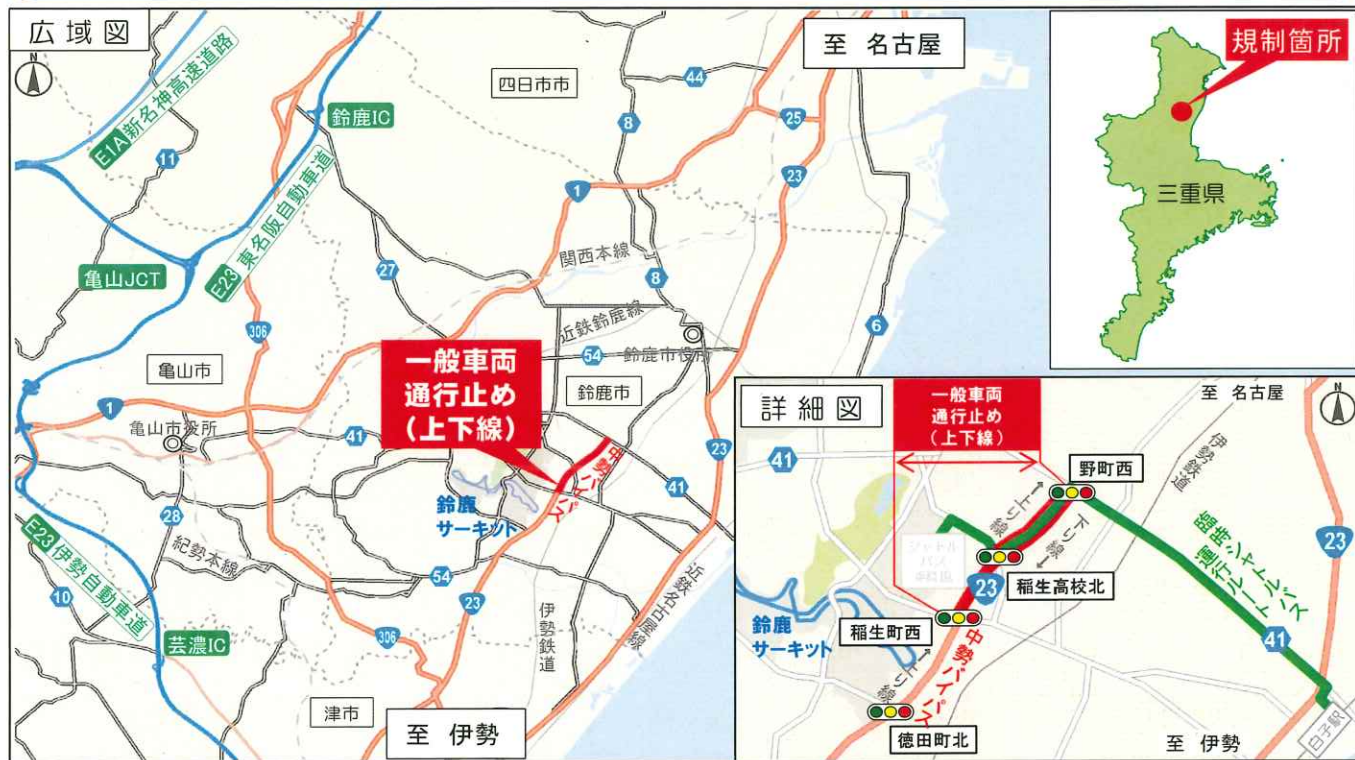 広域図
N
至 名古屋
規制箇所
三重県
四日市市
44
8
25
23
1
E1A 新名神高速道路
11
鈴鹿IC
E23 東名阪自動車道
亀山JCT
27
関西本線
8
6
306
近鉄鈴鹿線
鈴鹿市役所
54
一般車両
通行止め
(上下線)
鈴鹿市
亀山市
1
亀山市役所
41
23
41
中勢バイパス
鈴鹿
サーキット
28
紀勢本線
54
E23 伊勢自動車道
10
23
伊勢鉄道
近鉄名古屋線
306
芸濃IC
津市
至 伊勢
詳細図
一般車両
通行止め
(上下線)
至 名古屋
N
41
伊勢鉄道
野町西
←上り線
下り線→
臨時シャトルバス
運行ルート
23
シャトル
バス
23
稲生高校北
稲生町西
鈴鹿
サーキット
上り線→
中勢バイパス
41
徳田町北
至 伊勢
白子駅